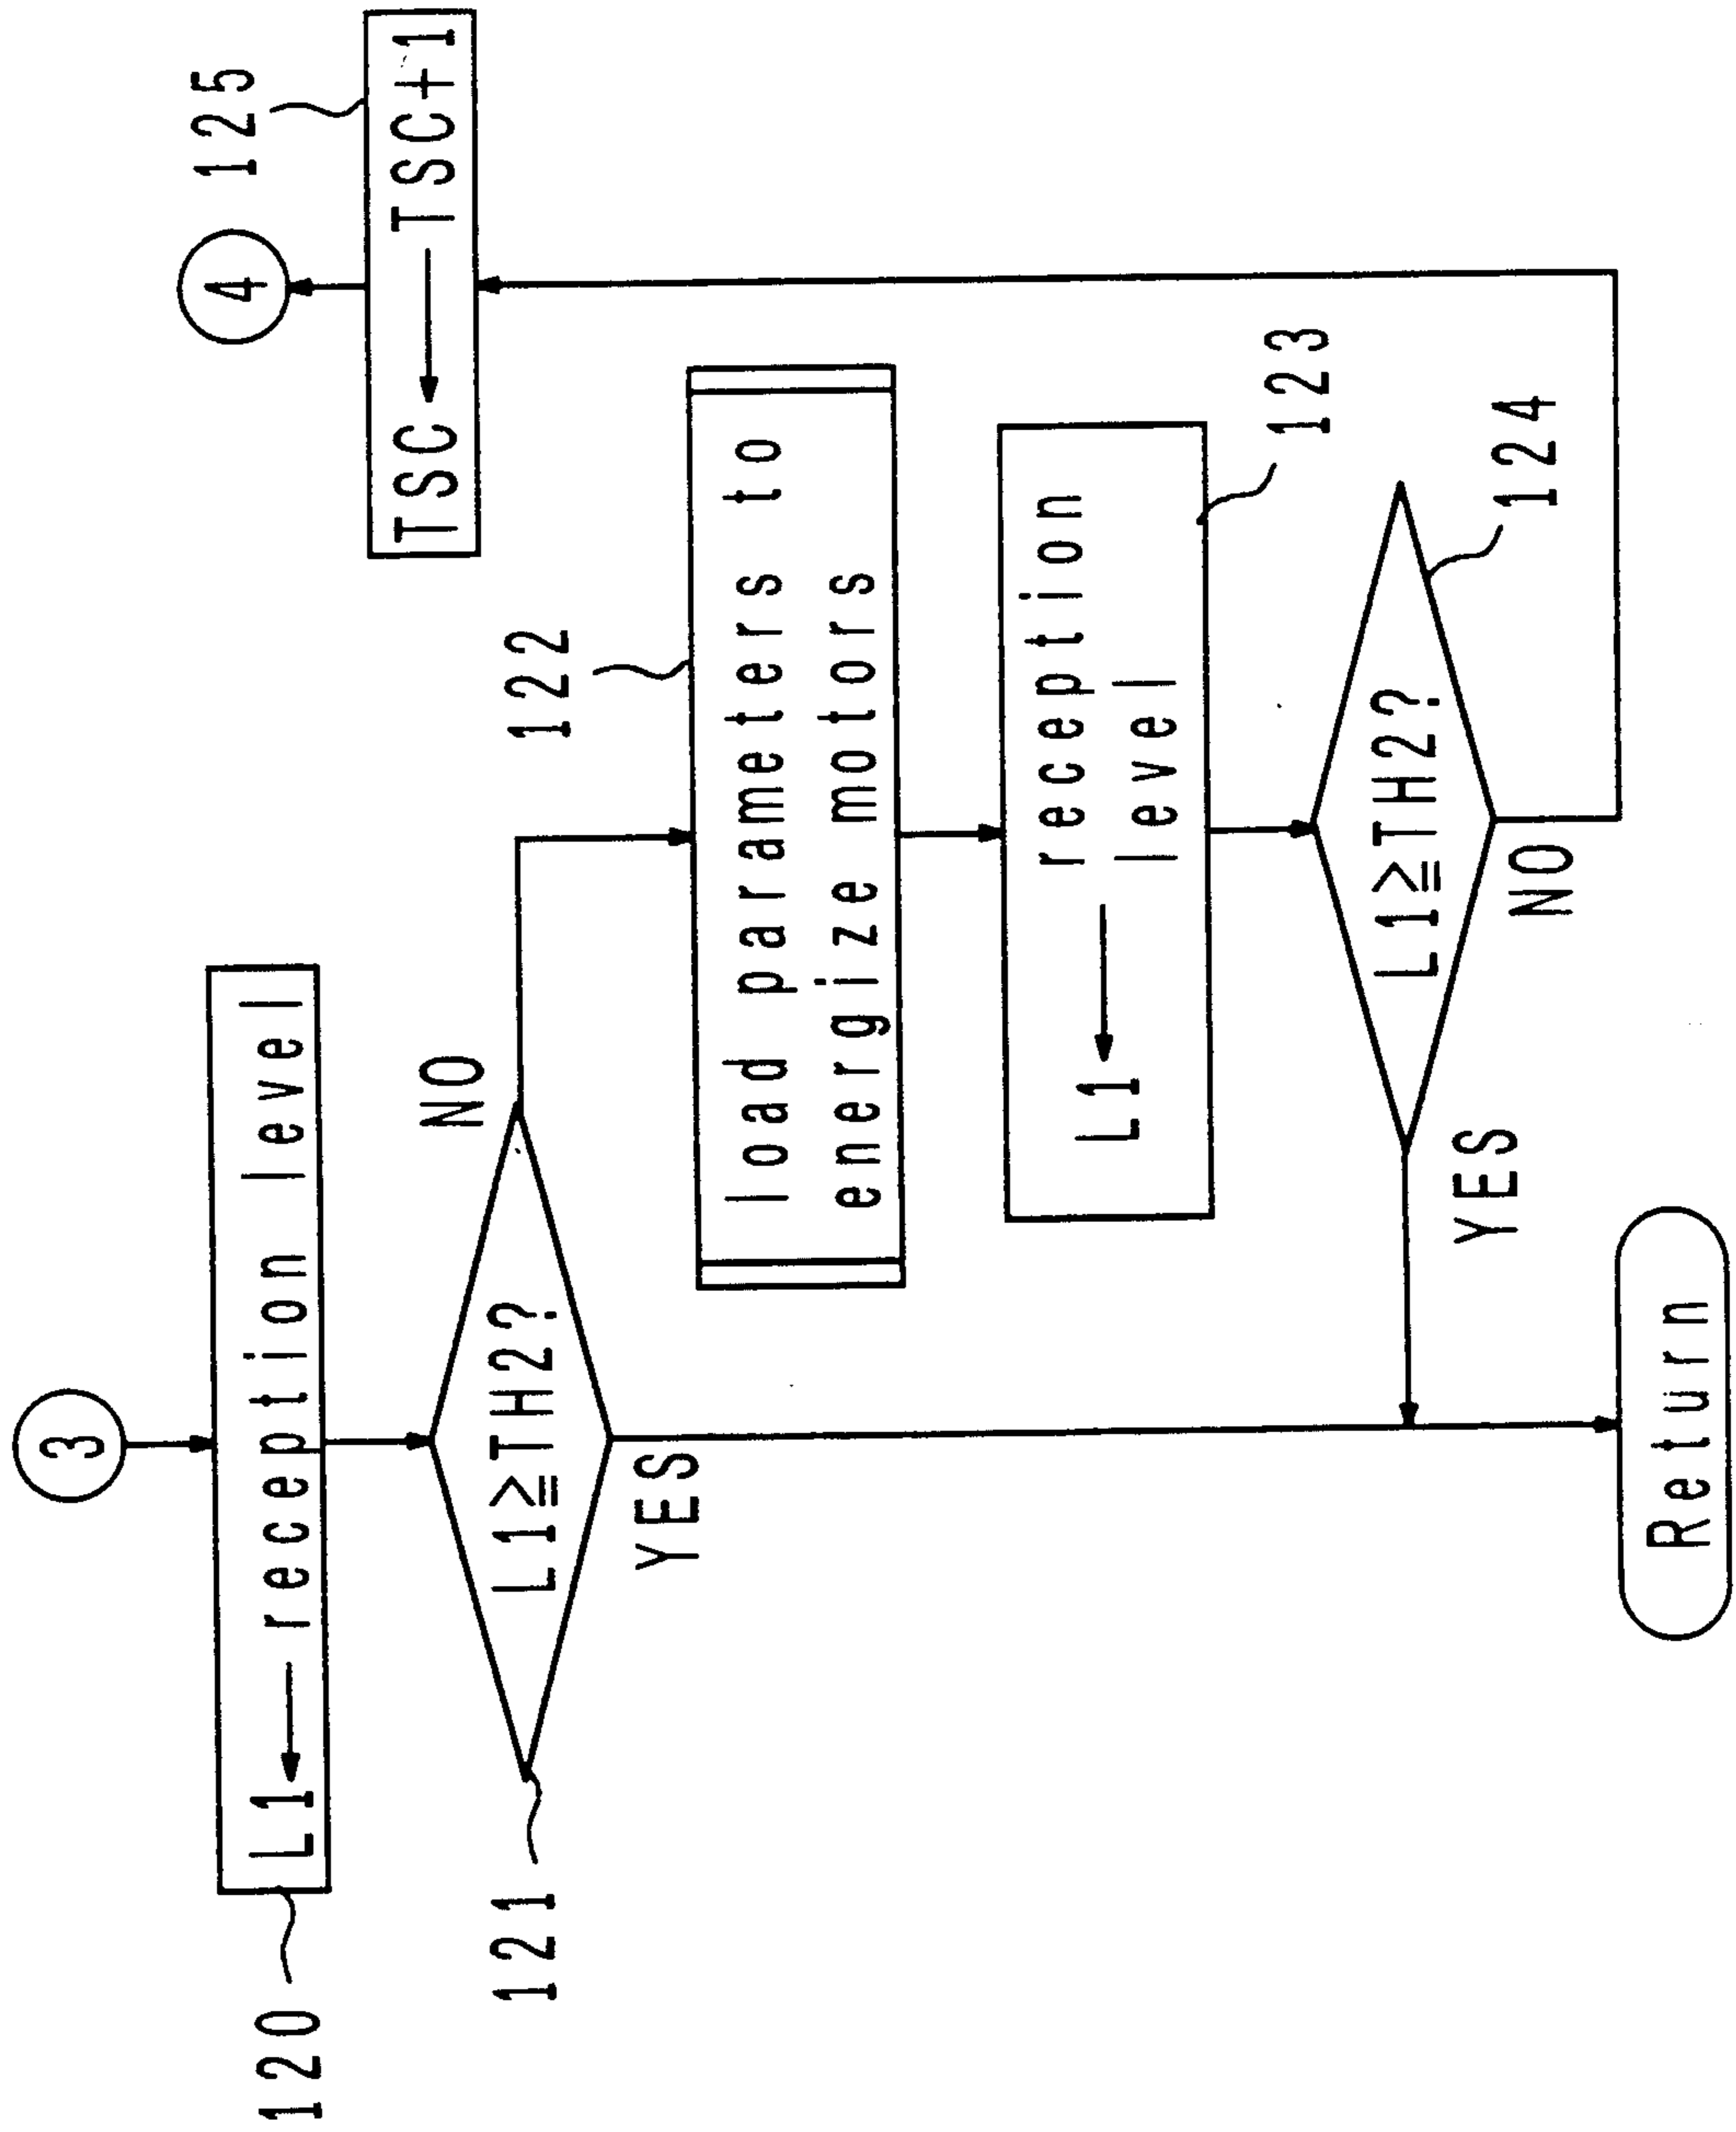 3
120
L1 ← reception level
121
L1≧TH2?
NO
YES
122
load parameters to
energize motors
123
L1 ← reception
level
124
L1≧TH2?
YES
NO
125
TSC ← TSC+1
4
Return